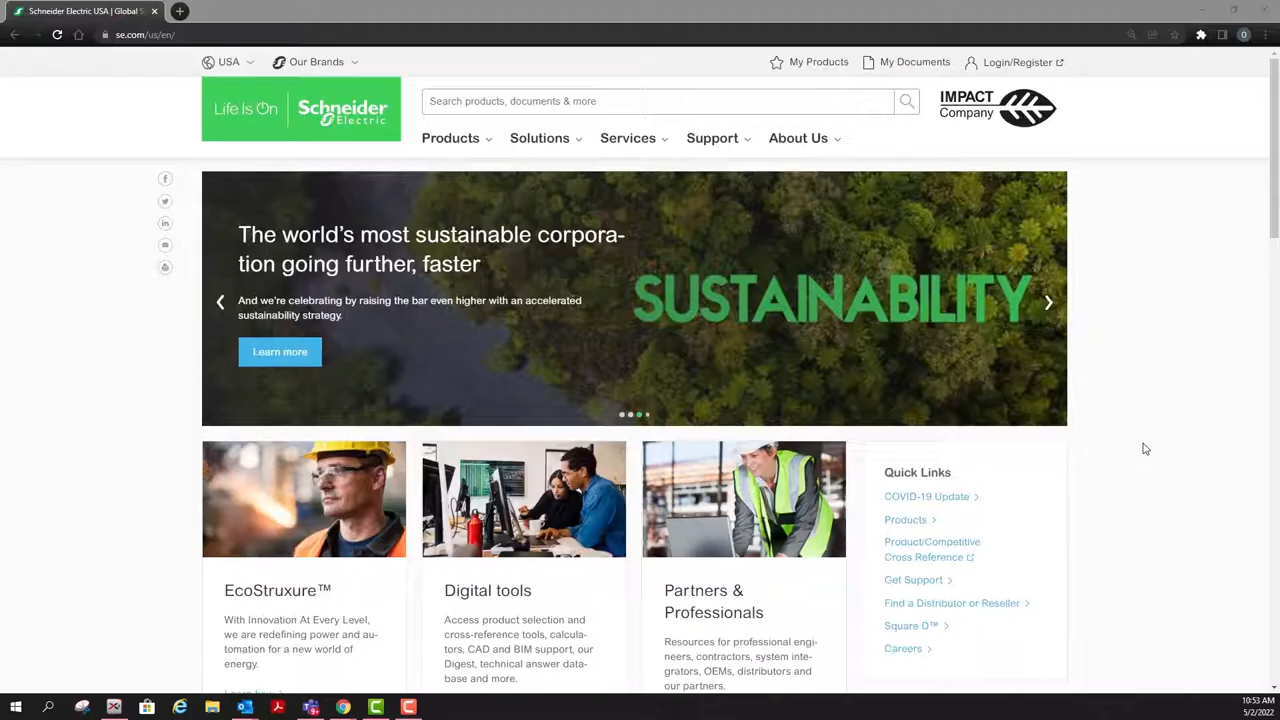 Schneider Electric USA | Global S
se.com/us/en/
USA
Our Brands
My Products
My Documents
Login/Register
Life Is On
Schneider
Electric
Search products, documents & more
IMPACT
Company
Products
Solutions
Services
Support
About Us
The world's most sustainable corpora-
tion going further, faster
And we're celebrating by raising the bar even higher with an accelerated
sustainability strategy.
Learn more
SUSTAINABILITY
EcoStruxure™
With Innovation At Every Level,
we are redefining power and au-
tomation for a new world of
energy.
Digital tools
Access product selection and
cross-reference tools, calcula-
tors, CAD and BIM support, our
Digest, technical answer data-
base and more.
Partners &
Professionals
Resources for professional engi-
neers, contractors, system inte-
grators, OEMs, distributors and
our partners.
Quick Links
COVID-19 Update
Products
Product/Competitive
Cross Reference
Get Support
Find a Distributor or Reseller
Square D™
Careers
10:53 AM
5/2/2022